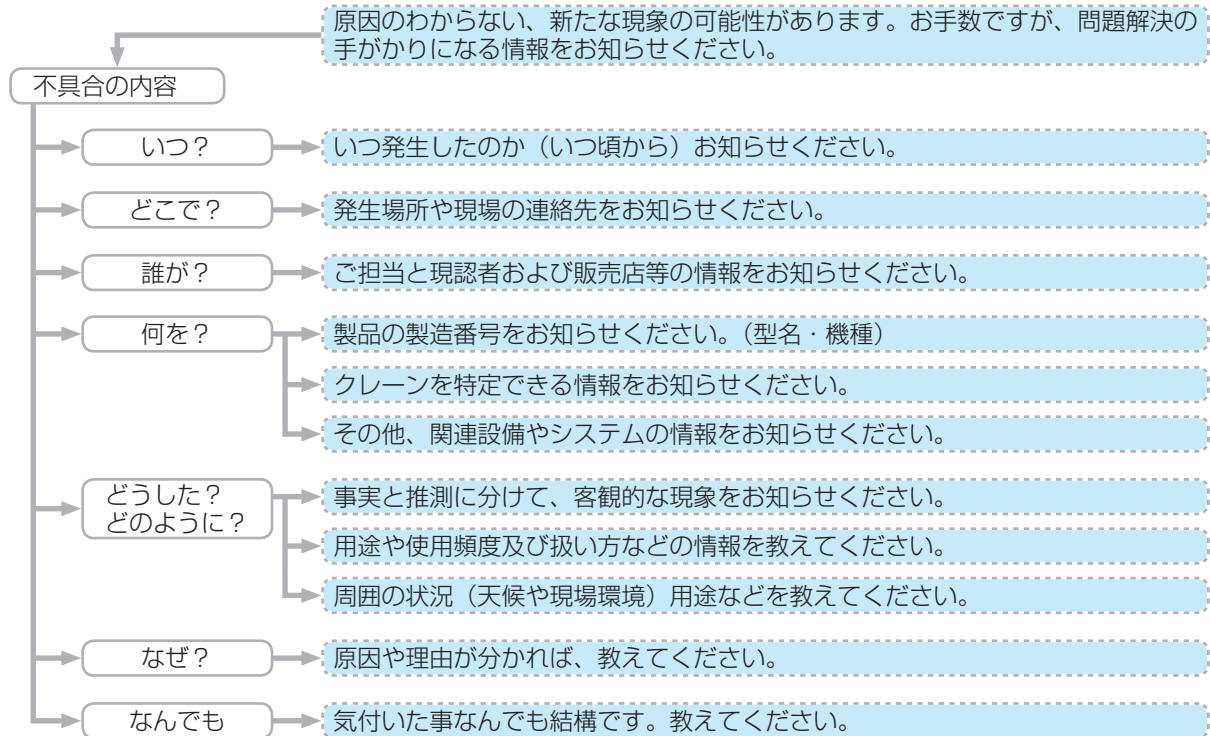 原因のわからない、新たな現象の可能性があります。お手数ですが、問題解決の
手がかりになる情報をお知らせください。
不具合の内容
いつ？
いつ発生したのか（いつ頃から）お知らせください。
どこで？
発生場所や現場の連絡先をお知らせください。
誰が？
ご担当と現認者および販売店等の情報をお知らせください。
何を？
製品の製造番号をお知らせください。（型名・機種）
クレーンを特定できる情報をお知らせください。
その他、関連設備やシステムの情報をお知らせください。
どうした？
どのように？
事実と推測に分けて、客観的な現象をお知らせください。
用途や使用頻度及び扱い方などの情報を教えてください。
周囲の状況（天候や現場環境）用途などを教えてください。
なぜ？
原因や理由が分かれば、教えてください。
なんでも
気付いた事なんでも結構です。教えてください。